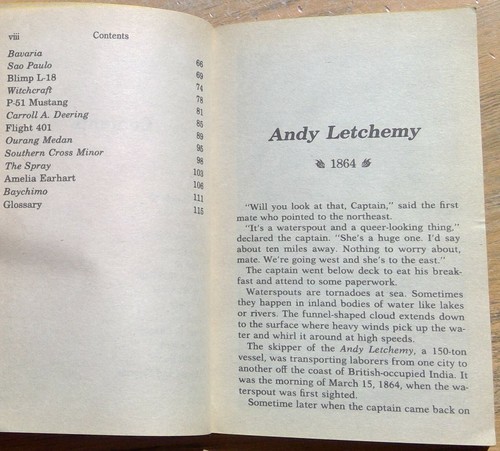 viii Contents
Bavaria
Sao Paulo 66
Blimp L-18 69
Witchcraft 74
P-51 Mustang 78
Carroll A. Deering 81
Flight 401 85
Ourang Medan 89
Southern Cross Minor 95
The Spray 98
Amelia Earhart 103
Baychimo 106
Glossary 111
115
Andy Letchemy
1864
"Will you look at that, Captain," said the first
mate who pointed to the northeast.
"It's a waterspout and a queer-looking thing,"
declared the captain. "She's a huge one. I'd say
about ten miles away. Nothing to worry about,
mate. We're going west and she's to the east."
The captain went below deck to eat his break-
fast and attend to some paperwork.
Waterspouts are tornadoes at sea. Sometimes
they happen in inland bodies of water like lakes
or rivers. The funnel-shaped cloud extends down
to the surface where heavy winds pick up the wa-
ter and whirl it around at high speeds.
The skipper of the Andy Letchemy, a 150-ton
vessel, was transporting laborers from one city to
another off the coast of British-occupied India. It
was the morning of March 15, 1864, when the wa-
terspout was first sighted.
Sometime later when the captain came back on